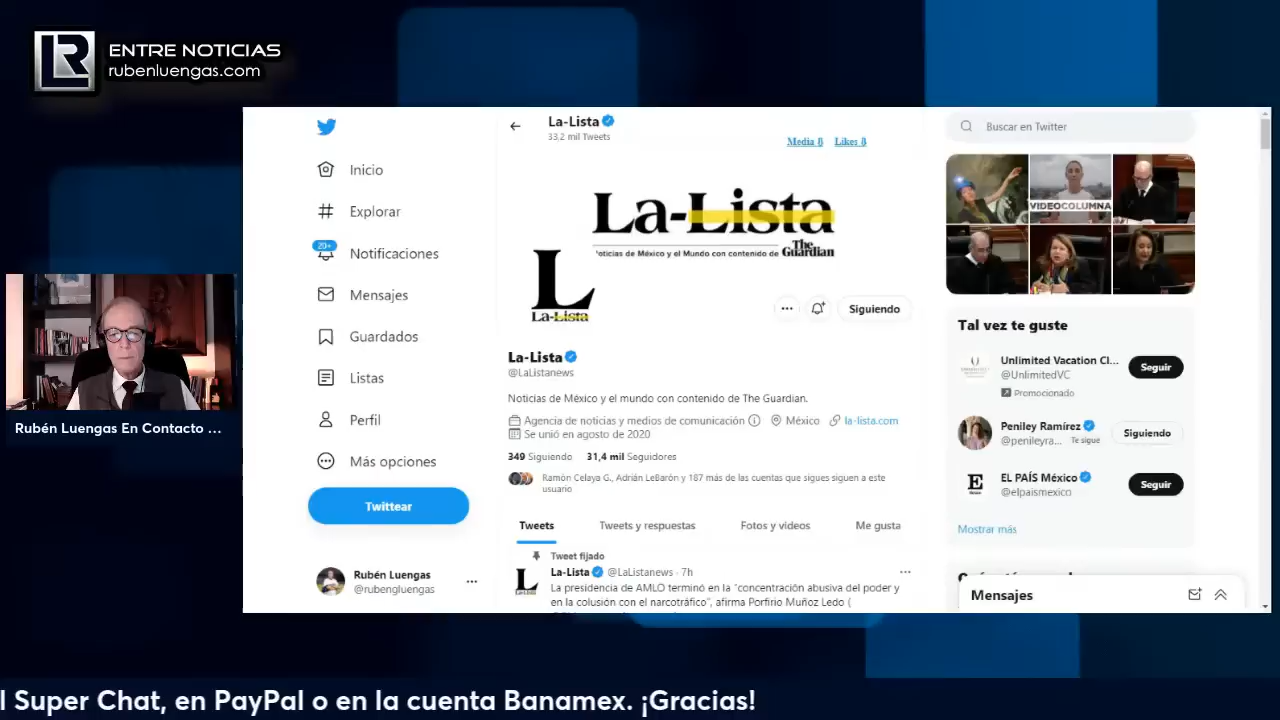 ENTRE NOTICIAS
rubenluengas.com
Rubén Luengas En Contacto ...
Inicio
Explorar
20+
Notificaciones
Mensajes
Guardados
Listas
Perfil
Más opciones
Twittear
Rubén Luengas
@rubengluengas
La-Lista
33,2 mil Tweets
Media 8 Likes 8
La-Lista
Noticias de México y el Mundo con contenido de The Guardian
L
La-Lista
Siguiendo
La-Lista
@LaListanews
Noticias de México y el mundo con contenido de The Guardian.
Agencia de noticias y medios de comunicación México la-lista.com
Se unió en agosto de 2020
349 Siguiendo 31,4 mil Seguidores
Ramón Celaya G., Adrián LeBarón y 187 más de las cuentas que sigues siguen a este
usuario
Tweets Tweets y respuestas Fotos y videos Me gusta
Tweet fijado
L
La-Lista @LaListanews · 7h
La presidencia de AMLO terminó en la "concentración abusiva del poder y
en la colusión con el narcotráfico", afirma Porfirio Muñoz Ledo (
Buscar en Twitter
VIDEOCOLUMNA
Tal vez te guste
Unlimited Vacation Cl...
@UnlimitedVC
Promocionado
Seguir
Peniley Ramírez
@penileyra... Te sigue
Siguiendo
E
EL PAÍS México
@elpaismexico
Seguir
Mostrar más
Mensajes
l Super Chat, en PayPal o en la cuenta Banamex. ¡Gracias!